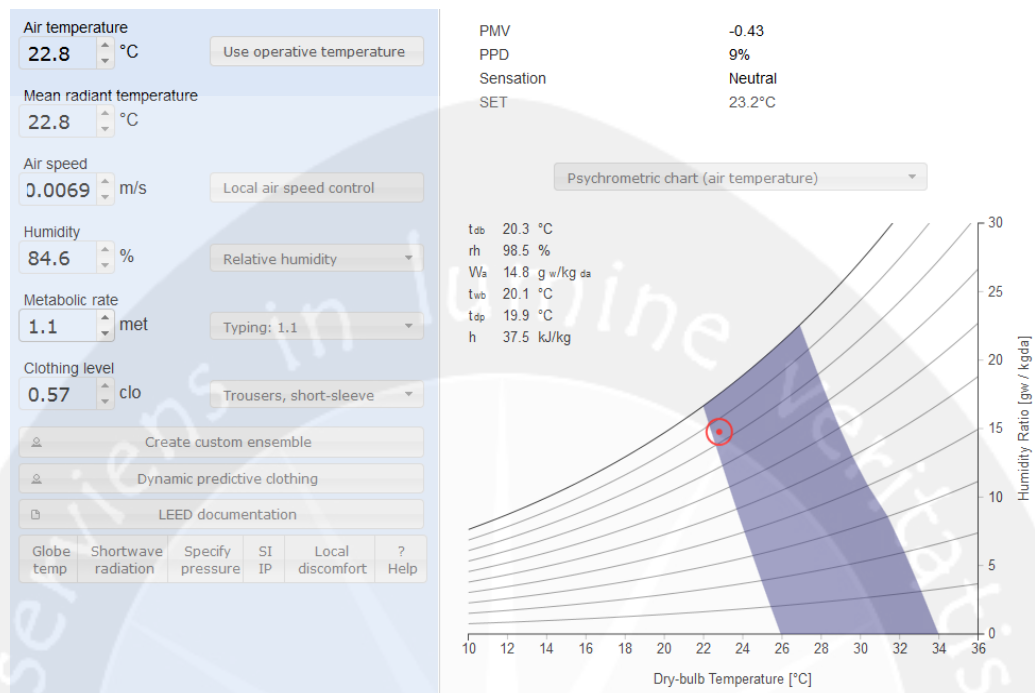 Air temperature
22.8 °C Use operative temperature
Mean radiant temperature
22.8 °C
Air speed
0.0069 m/s Local air speed control
Humidity
84.6 % Relative humidity
Metabolic rate
1.1 met Typing: 1.1
Clothing level
0.57 clo Trousers, short-sleeve
Create custom ensemble
Dynamic predictive clothing
LEED documentation
Globe temp Shortwave radiation Specify pressure SI IP Local discomfort ? Help
PMV -0.43
PPD 9%
Sensation Neutral
SET 23.2°C
Psychrometric chart (air temperature)
tdb 20.3 °C
rh 98.5 %
Wa 14.8 g w/kg da
twb 20.1 °C
tdp 19.9 °C
h 37.5 kJ/kg
30
25
20
15
10
5
0
Humidity Ratio [gw / kgda]
10 12 14 16 18 20 22 24 26 28 30 32 34 36
Dry-bulb Temperature [°C]
serviens in lumine veritatis